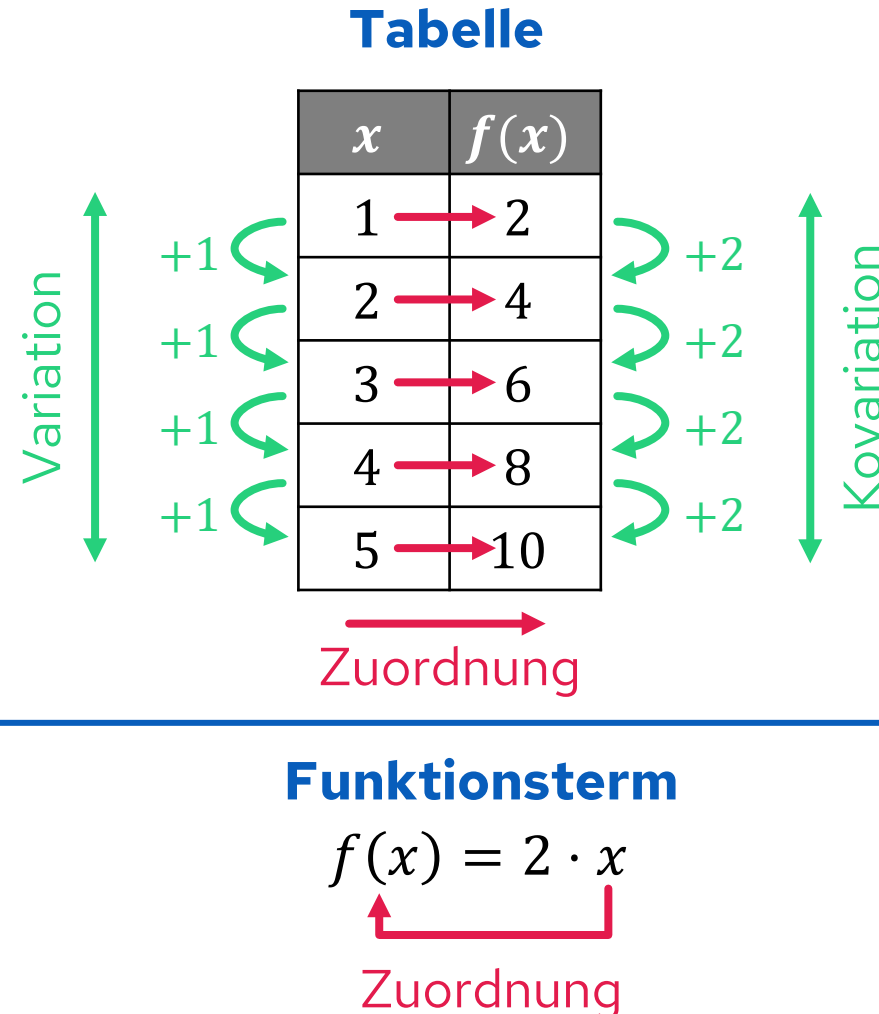 Tabelle
x f(x)
1 2
+1 +2
2 4
+1 +2
3 6
+1 +2
4 8
+1 +2
5 10
Variation
Kovariation
Zuordnung
Funktionsterm
f(x) = 2 · x
Zuordnung